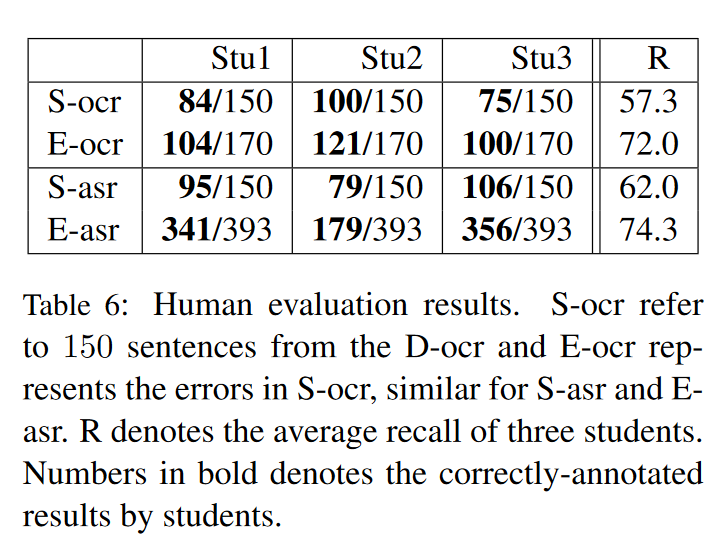 Stu1 Stu2 Stu3 R
S-ocr 84/150 100/150 75/150 57.3
E-ocr 104/170 121/170 100/170 72.0
S-asr 95/150 79/150 106/150 62.0
E-asr 341/393 179/393 356/393 74.3
Table 6: Human evaluation results. S-ocr refer
to 150 sentences from the D-ocr and E-ocr rep-
resents the errors in S-ocr, similar for S-asr and E-
asr. R denotes the average recall of three students.
Numbers in bold denotes the correctly-annotated
results by students.